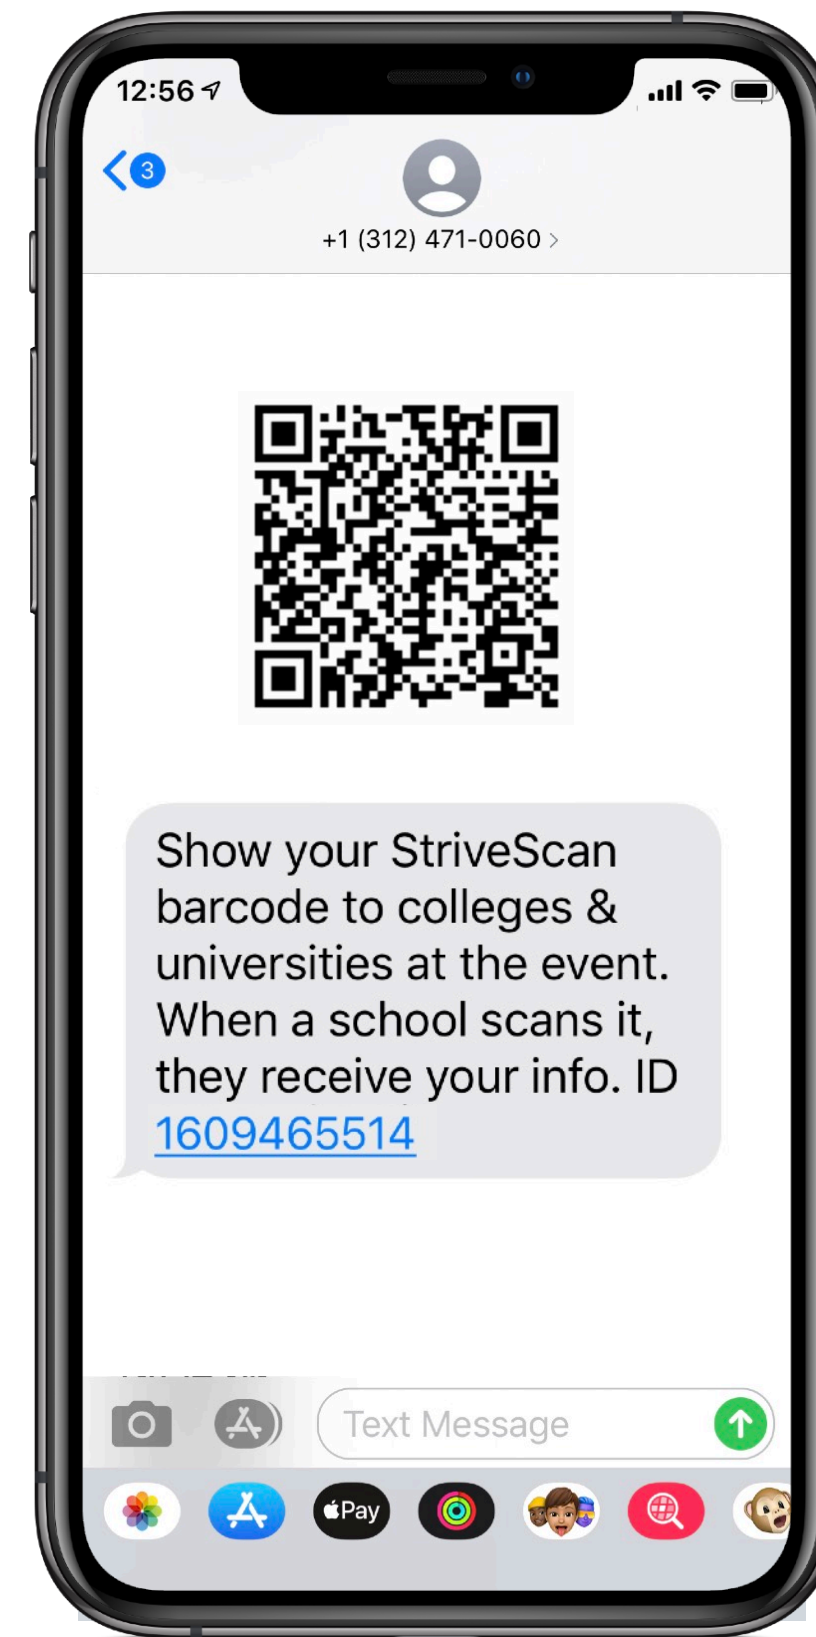 12:56
3
+1 (312) 471-0060
Show your StriveScan
barcode to colleges &
universities at the event.
When a school scans it,
they receive your info. ID
1609465514
Text Message
Pay